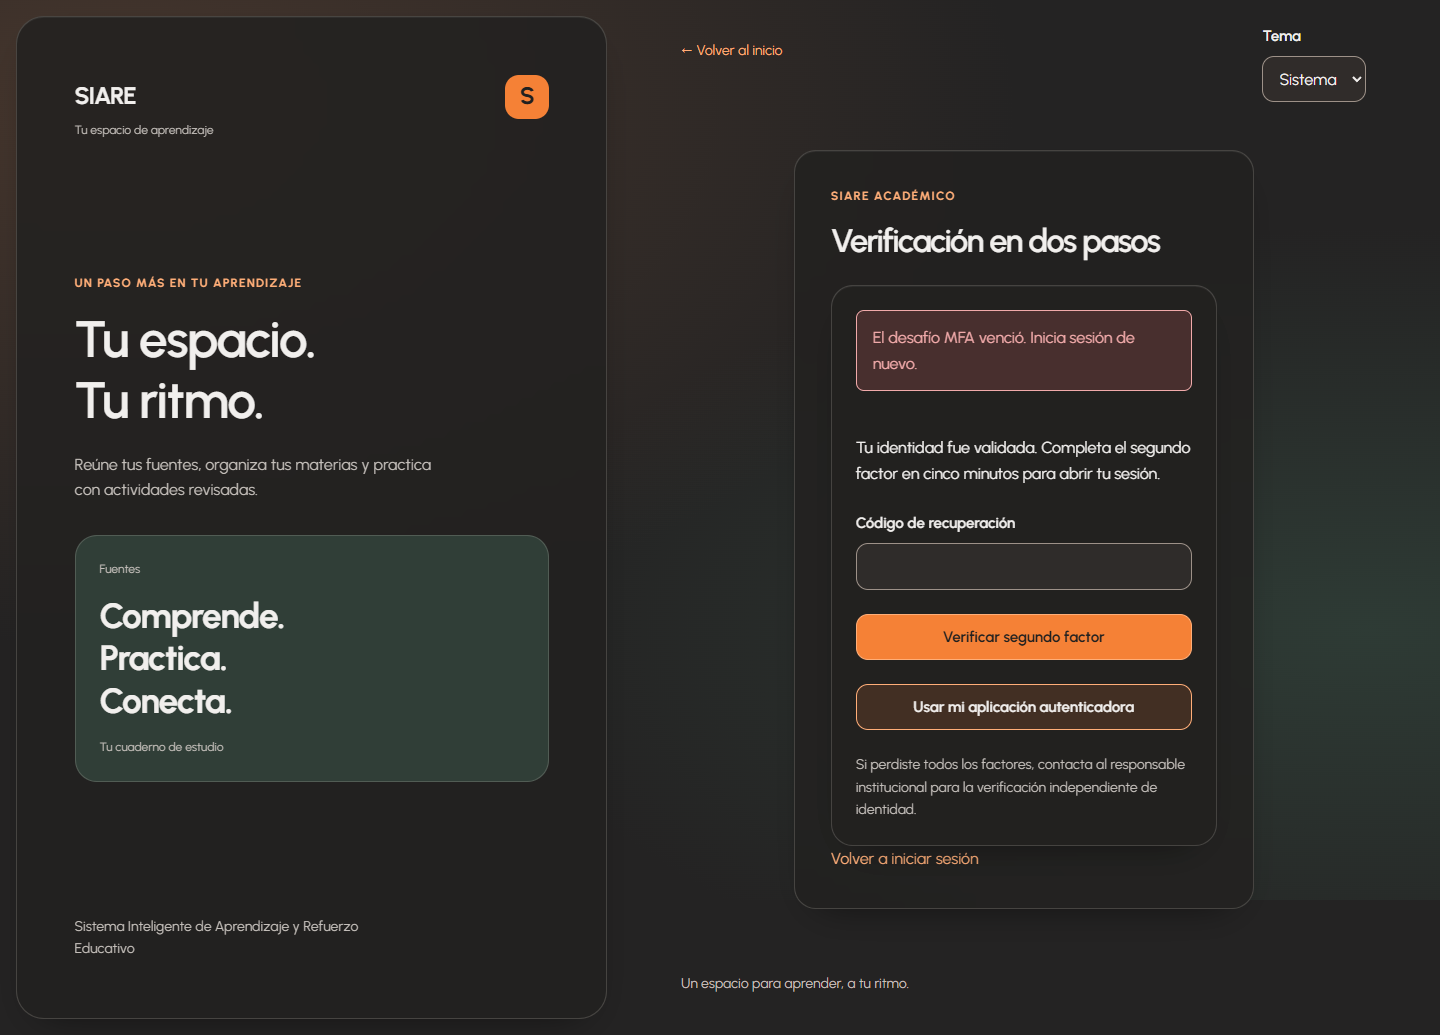 SIARE
S
Tu espacio de aprendizaje
UN PASO MÁS EN TU APRENDIZAJE
Tu espacio.
Tu ritmo.
Reúne tus fuentes, organiza tus materias y practica
con actividades revisadas.
Fuentes
Comprende.
Practica.
Conecta.
Tu cuaderno de estudio
Sistema Inteligente de Aprendizaje y Refuerzo
Educativo
← Volver al inicio
Tema
Sistema
SIARE ACADÉMICO
Verificación en dos pasos
El desafío MFA venció. Inicia sesión de
nuevo.
Tu identidad fue validada. Completa el segundo
factor en cinco minutos para abrir tu sesión.
Código de recuperación
Verificar segundo factor
Usar mi aplicación autenticadora
Si perdiste todos los factores, contacta al responsable
institucional para la verificación independiente de
identidad.
Volver a iniciar sesión
Un espacio para aprender, a tu ritmo.